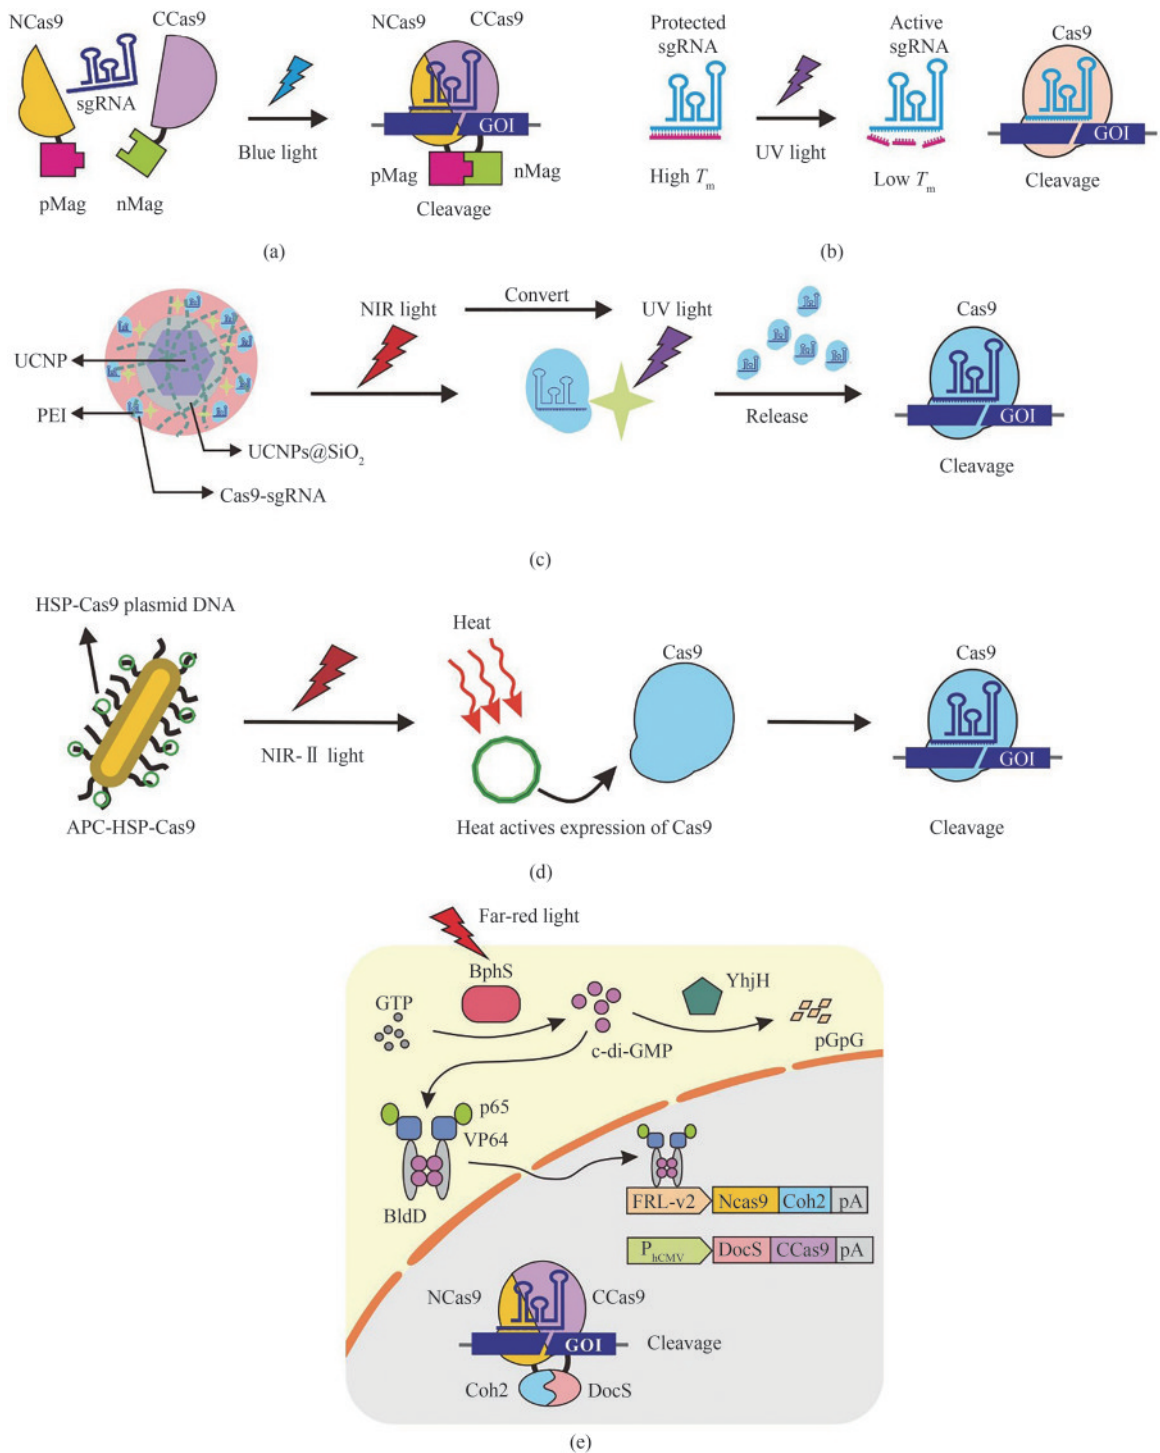 NCas9
CCas9
sgRNA
pMag
nMag
Blue light
NCas9
CCas9
GOI
pMag
nMag
Cleavage
(a)
Protected
sgRNA
High Tm
UV light
Active
sgRNA
Low Tm
Cas9
GOI
Cleavage
(b)
UCNP
PEI
UCNPs@SiO2
Cas9-sgRNA
NIR light
Convert
UV light
Release
Cas9
GOI
Cleavage
(c)
HSP-Cas9 plasmid DNA
APC-HSP-Cas9
NIR-Ⅱ light
Heat
Cas9
Heat actives expression of Cas9
Cas9
GOI
Cleavage
(d)
Far-red light
BphS
GTP
c-di-GMP
YhjH
pGpG
p65
VP64
BldD
FRL-v2 Ncas9 Coh2 pA
PhCMV DocS CCas9 pA
NCas9
CCas9
GOI
Cleavage
Coh2
DocS
(e)